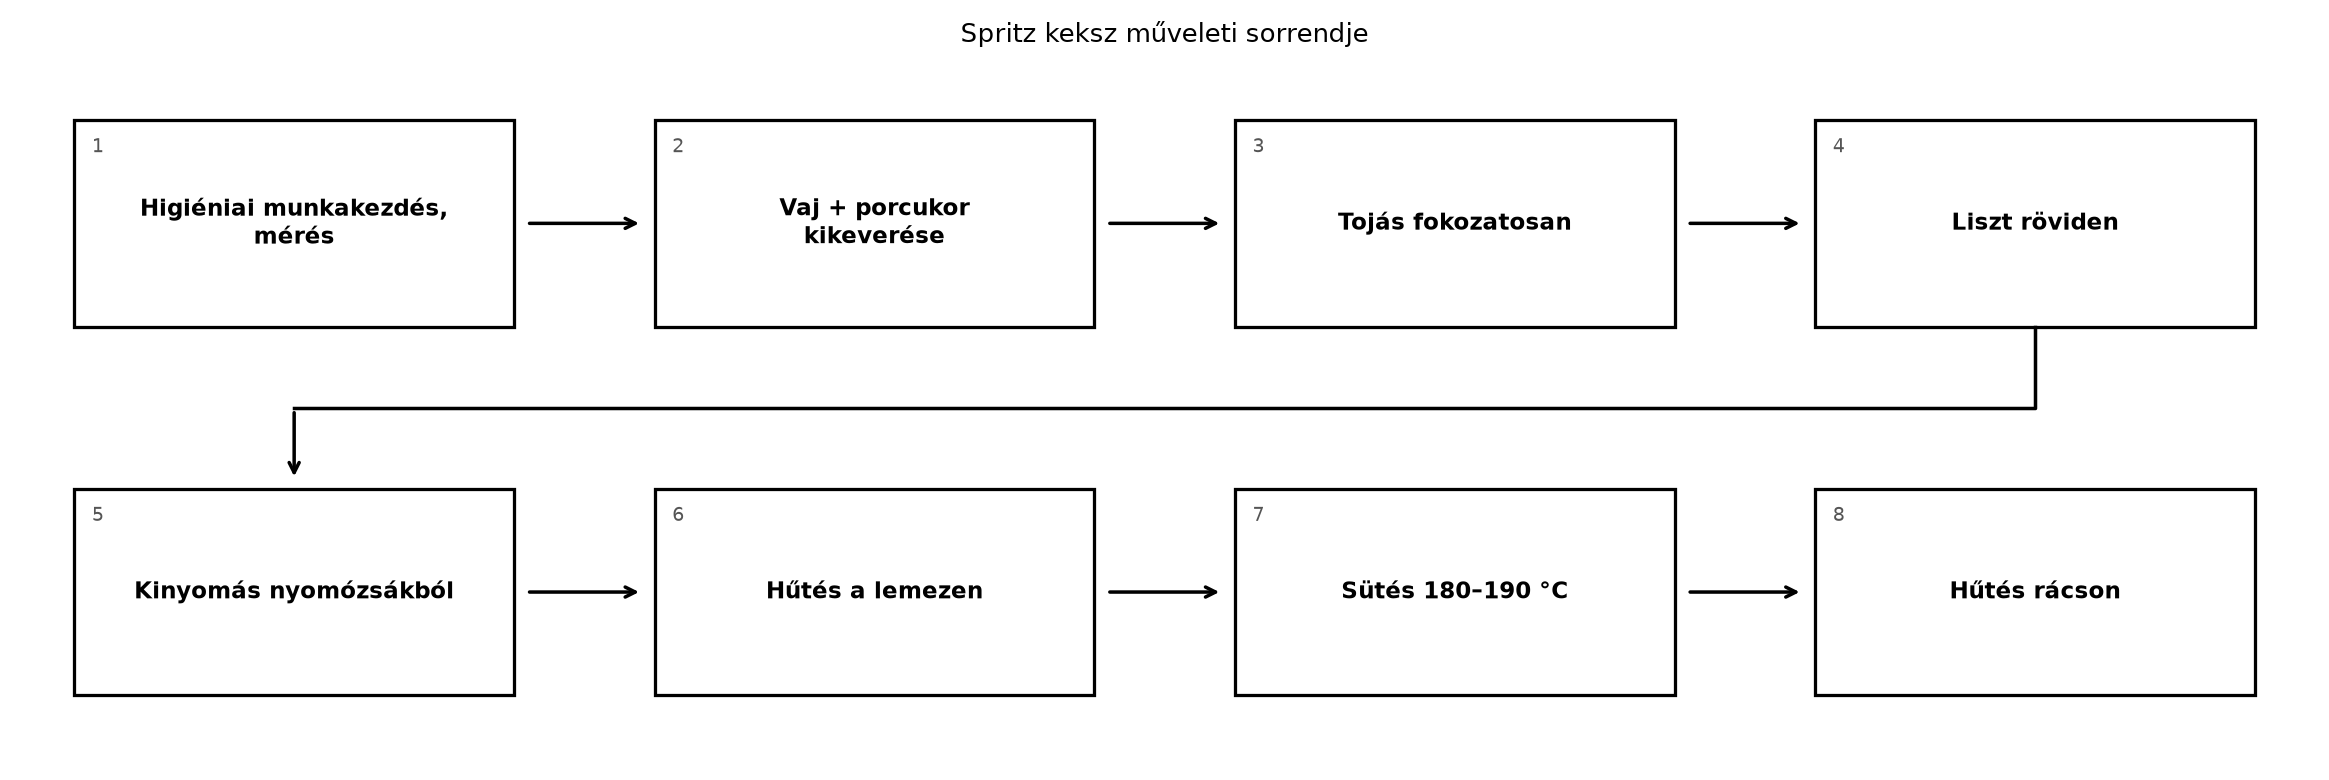 Spritz keksz műveleti sorrendje
1
Higiéniai munkakezdés,
mérés
2
Vaj + porcukor
kikeverése
3
Tojás fokozatosan
4
Liszt röviden
5
Kinyomás nyomózsákból
6
Hűtés a lemezen
7
Sütés 180–190 °C
8
Hűtés rácson